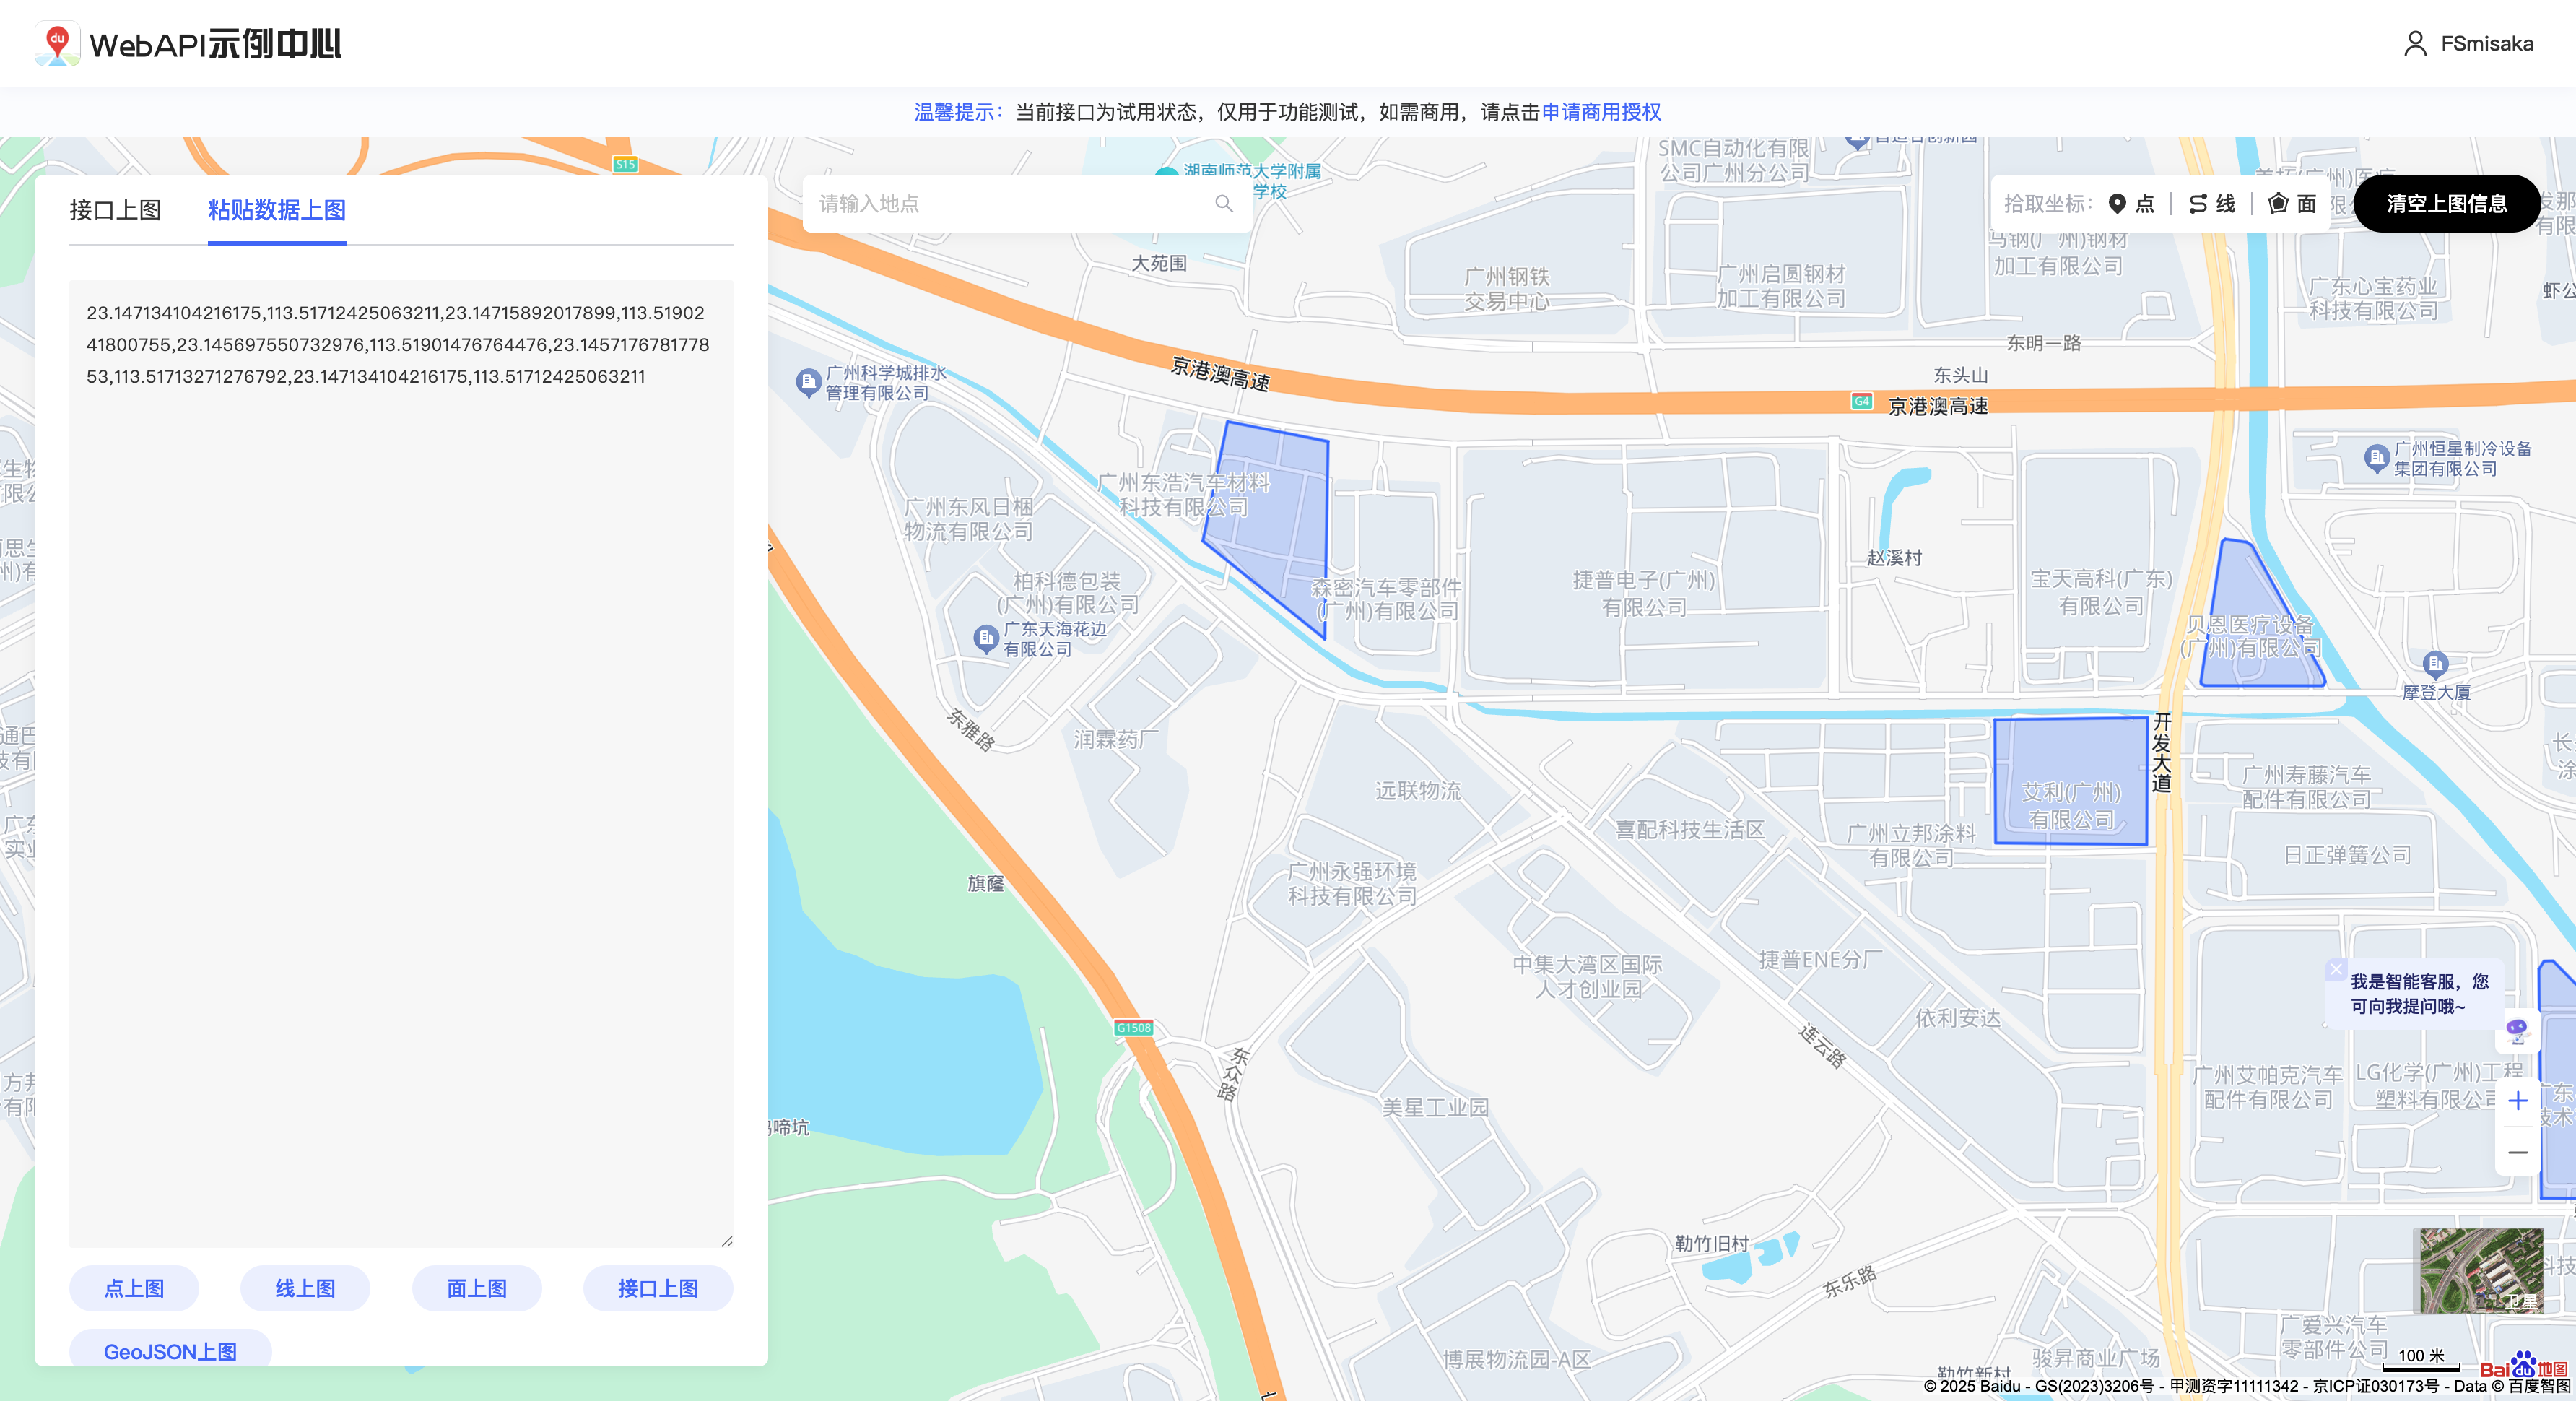 du WebAPI示例中心
FSmisaka
温馨提示：当前接口为试用状态，仅用于功能测试，如需商用，请点击申请商用授权
接口上图
粘贴数据上图
23.147134104216175,113.51712425063211,23.14715892017899,113.51902
41800755,23.145697550732976,113.51901476764476,23.1457176781778
53,113.51713271276792,23.147134104216175,113.51712425063211
点上图
线上图
面上图
接口上图
GeoJSON上图
请输入地点
拾取坐标：
点
线
面
清空上图信息
S15
湖南师范大学附属
学校
SMC自动化有限
公司广州分公司
大苑围
广州钢铁
交易中心
广州启圆钢材
加工有限公司
加工有限公司
广东心宝药业
科技有限公司
东明一路
东头山
京港澳高速
G4
京港澳高速
广州科学城排水
管理有限公司
广州恒星制冷设备
集团有限公司
广州东浩汽车材料
科技有限公司
广州东风日梱
物流有限公司
柏科德包装
(广州)有限公司
广东天海花边
有限公司
森密汽车零部件
(广州)有限公司
捷普电子(广州)
有限公司
赵溪村
宝天高科(广东)
有限公司
贝恩医疗设备
(广州)有限公司
摩登大厦
东雅路
润霖药厂
远联物流
开发大道
艾利(广州)
有限公司
广州寿藤汽车
配件有限公司
喜配科技生活区
广州立邦涂料
有限公司
日正弹簧公司
旗窿
广州永强环境
科技有限公司
中集大湾区国际
人才创业园
捷普ENE分厂
依利安达
连云路
我是智能客服，您
可向我提问哦~
G1508
东众路
美星工业园
广州艾帕克汽车
配件有限公司
LG化学(广州)工程
塑料有限公司
啼坑
勒竹旧村
东乐路
卫星
博展物流园-A区
勒竹新村
骏昇商业广场
广爱兴汽车
零部件公司
100 米
Bai du 地图
© 2025 Baidu - GS(2023)3206号 - 甲测资字11111342 - 京ICP证030173号 - Data © 百度智图